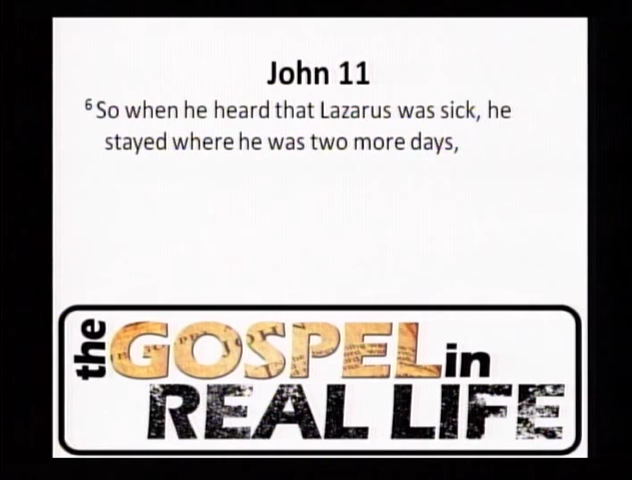 John 11
6 So when he heard that Lazarus was sick, he
stayed where he was two more days,
the GOSPEL in
REAL LIFE